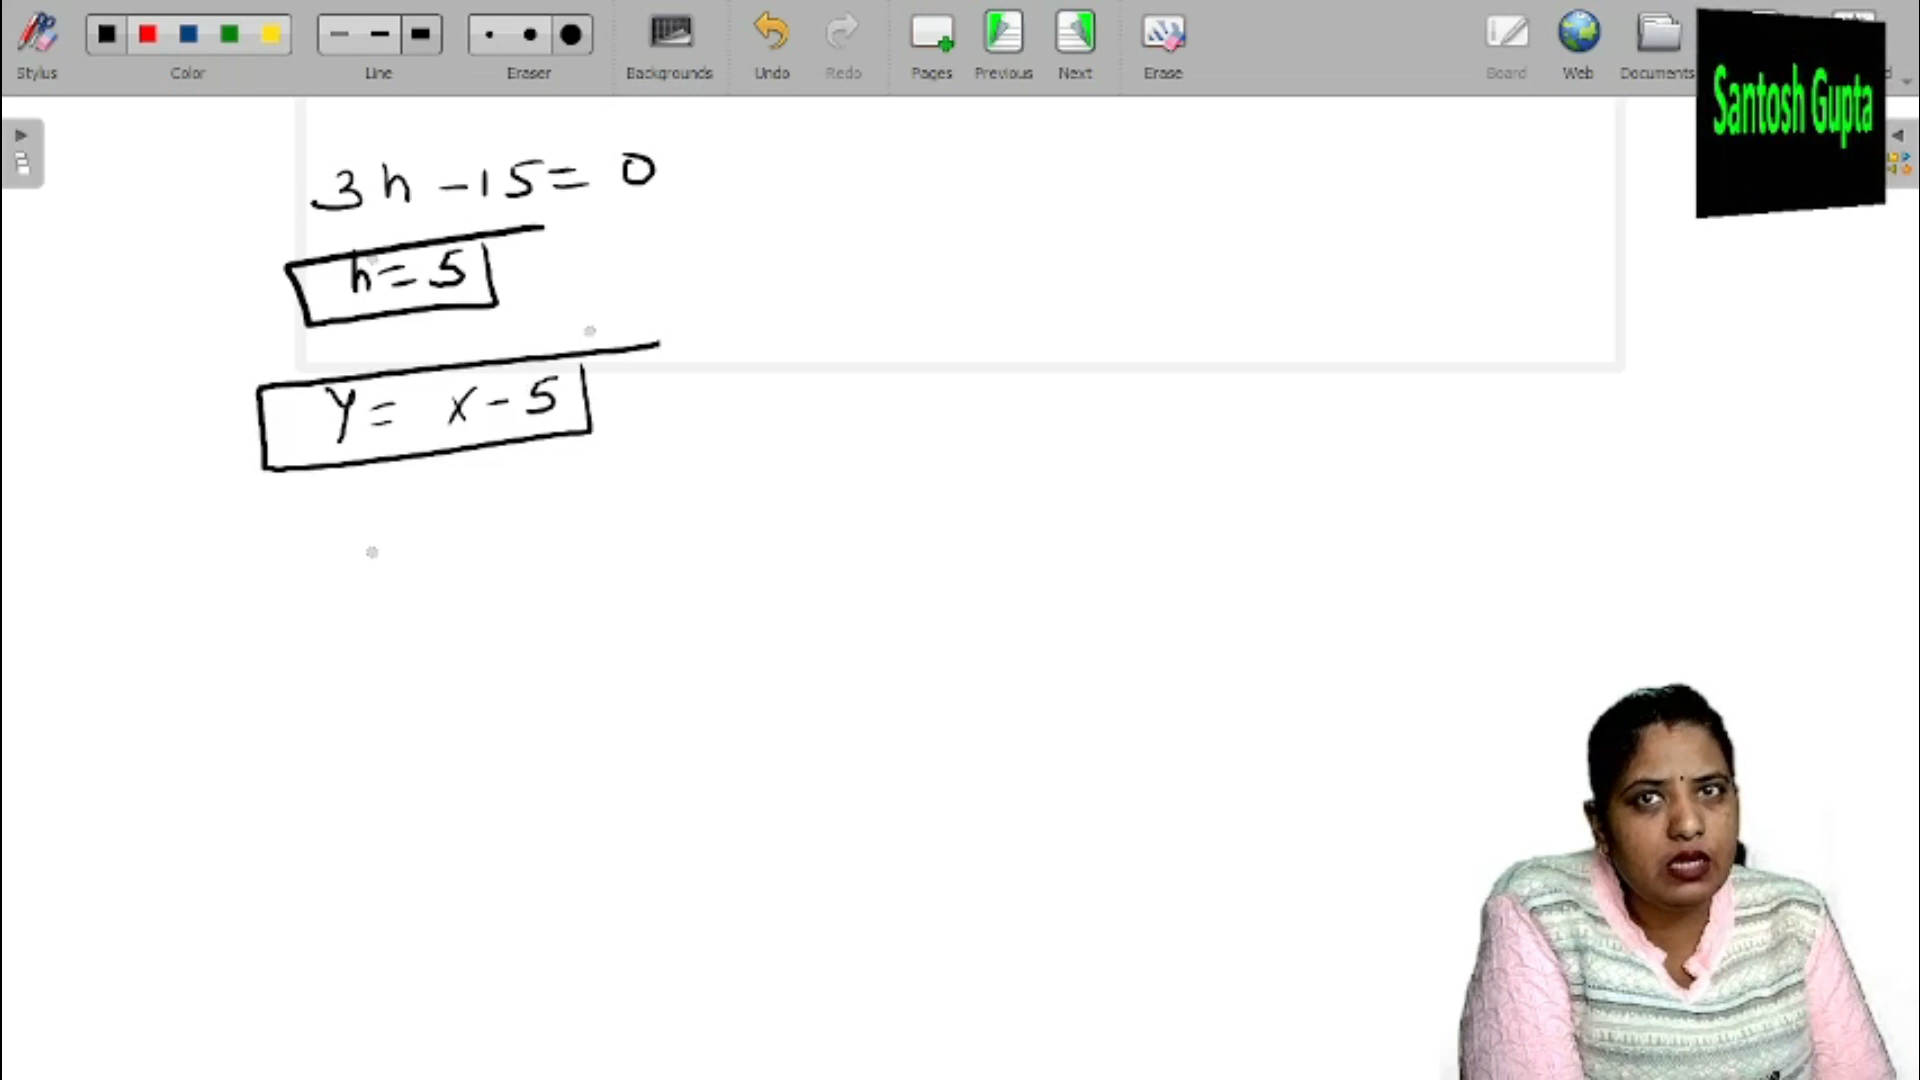 Stylus Color Line Eraser Backgrounds Undo Redo Pages Previous Next Erase Board Web Documents
Santosh Gupta
3h - 15 = 0
h = 5
y = x - 5